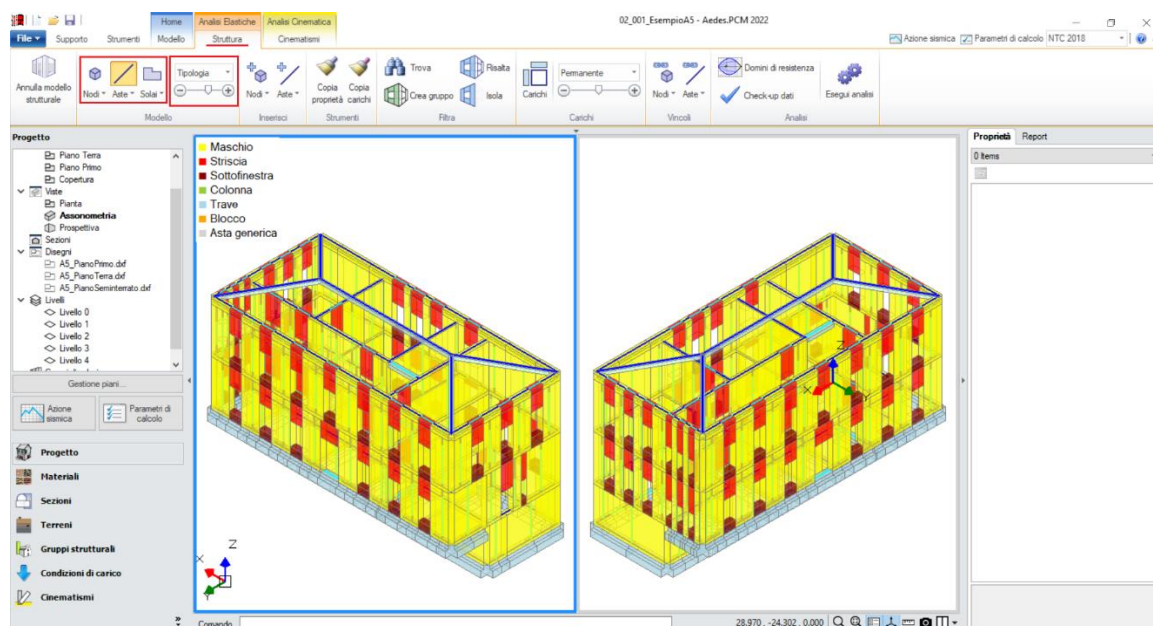 Home
Analisi Elastiche
Analisi Cinematica
02_001_EsempioA5 - Aedes.PCM 2022
File
Supporto
Strumenti
Modello
Struttura
Cinematismi
Azione sismica
Parametri di calcolo
NTC 2018
Annulla modello
strutturale
Nodi
Aste
Solai
Tipologia
Nodi
Aste
Copia
proprietà
Copia
carichi
Trova
Crea gruppo
Risalta
Isola
Carichi
Permanente
Nodi
Aste
Domini di resistenza
Check-up dati
Esegui analisi
Modello
Inserisci
Strumenti
Filtra
Carichi
Vincoli
Analisi
Progetto
Piano Terra
Piano Primo
Copertura
Viste
Pianta
Assonometria
Prospettiva
Sezioni
Disegni
A5_PianoPrimo.dxf
A5_PianoTerra.dxf
A5_PianoSeminterrato.dxf
Livelli
Livello 0
Livello 1
Livello 2
Livello 3
Livello 4
Gestione piani...
Azione
sismica
Parametri di
calcolo
Progetto
Materiali
Sezioni
Terreni
Gruppi strutturali
Condizioni di carico
Cinematismi
Maschio
Striscia
Sottofinestra
Colonna
Trave
Blocco
Asta generica
Z
X
Y
Z
X
Y
Proprietà
Report
0 Items
Comando
28.970 , -24.302 , 0.000